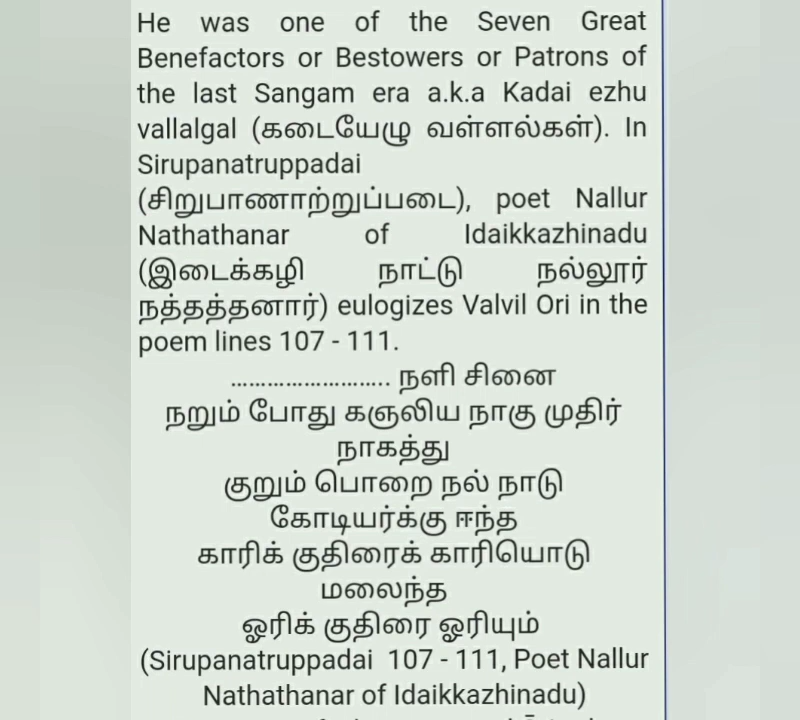 He was one of the Seven Great
Benefactors or Bestowers or Patrons of
the last Sangam era a.k.a Kadai ezhu
vallalgal (கடையேழு வள்ளல்கள்). In
Sirupanatruppadai
(சிறுபாணாற்றுப்படை), poet Nallur
Nathathanar of Idaikkazhinadu
(இடைக்கழி நாட்டு நல்லூர்
நத்தத்தனார்) eulogizes Valvil Ori in the
poem lines 107 - 111.
........................... நளி சினை
நறும் போது கஞலிய நாகு முதிர்
நாகத்து
குறும் பொறை நல் நாடு
கோடியர்க்கு ஈந்த
காரிக் குதிரைக் காரியொடு
மலைந்த
ஓரிக் குதிரை ஓரியும்
(Sirupanatruppadai 107 - 111, Poet Nallur
Nathathanar of Idaikkazhinadu)